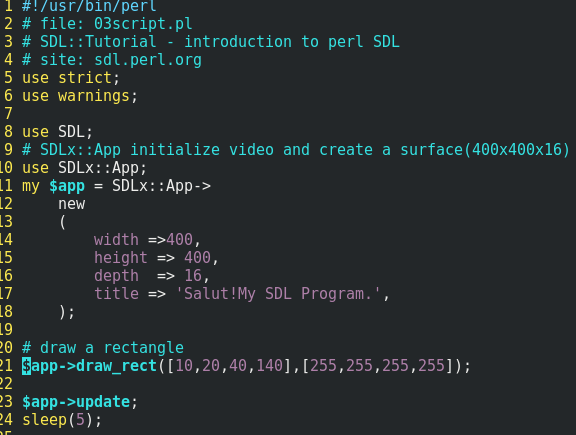 1 #!/usr/bin/perl
2 # file: 03script.pl
3 # SDL::Tutorial - introduction to perl SDL
4 # site: sdl.perl.org
5 use strict;
6 use warnings;
7
8 use SDL;
9 # SDLx::App initialize video and create a surface(400x400x16)
10 use SDLx::App;
11 my $app = SDLx::App->
12     new
13     (
14         width =>400,
15         height => 400,
16         depth  => 16,
17         title => 'Salut!My SDL Program.',
18     );
19
20 # draw a rectangle
21 $app->draw_rect([10,20,40,140],[255,255,255,255]);
22
23 $app->update;
24 sleep(5);